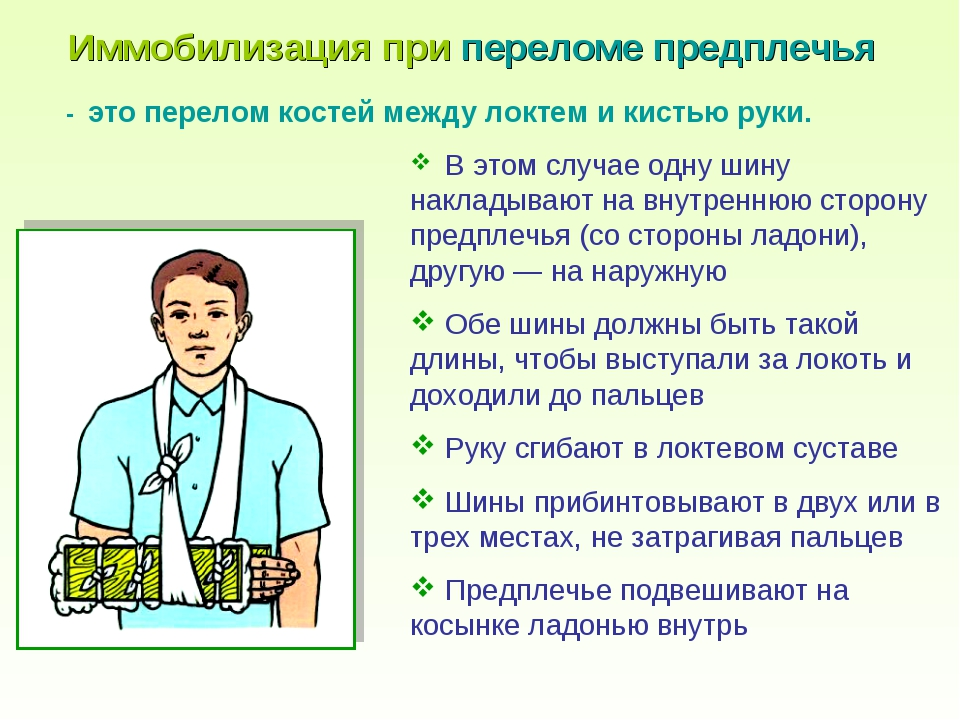 Иммобилизация при переломе предплечья
- это перелом костей между локтем и кистью руки.
❖ В этом случае одну шину
накладывают на внутреннюю сторону
предплечья (со стороны ладони),
другую — на наружную
❖ Обе шины должны быть такой
длины, чтобы выступали за локоть и
доходили до пальцев
❖ Руку сгибают в локтевом суставе
❖ Шины прибинтовывают в двух или в
трех местах, не затрагивая пальцев
❖ Предплечье подвешивают на
косынке ладонью внутрь